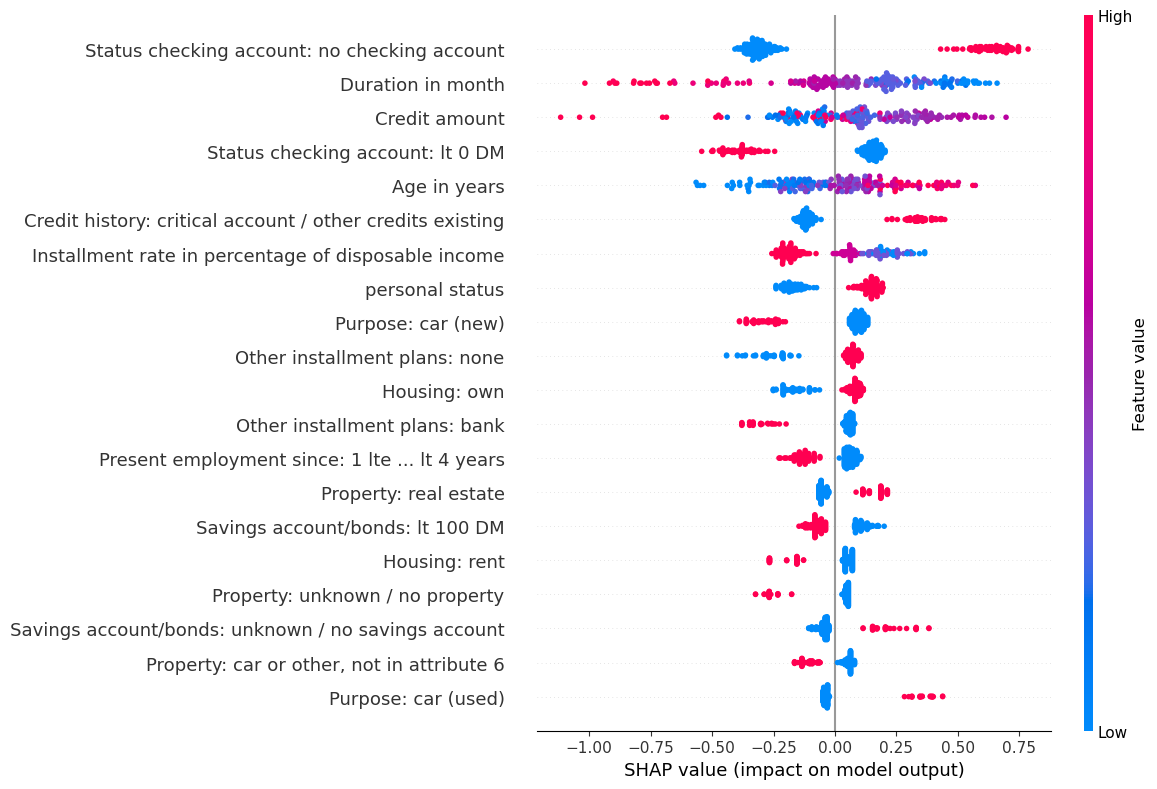 High
Status checking account: no checking account
Duration in month
Credit amount
Status checking account: lt 0 DM
Age in years
Credit history: critical account / other credits existing
Installment rate in percentage of disposable income
personal status
Purpose: car (new)
Other installment plans: none
Housing: own
Other installment plans: bank
Present employment since: 1 lte ... lt 4 years
Property: real estate
Savings account/bonds: lt 100 DM
Housing: rent
Property: unknown / no property
Savings account/bonds: unknown / no savings account
Property: car or other, not in attribute 6
Purpose: car (used)
Feature value
Low
−1.00 −0.75 −0.50 −0.25 0.00 0.25 0.50 0.75
SHAP value (impact on model output)